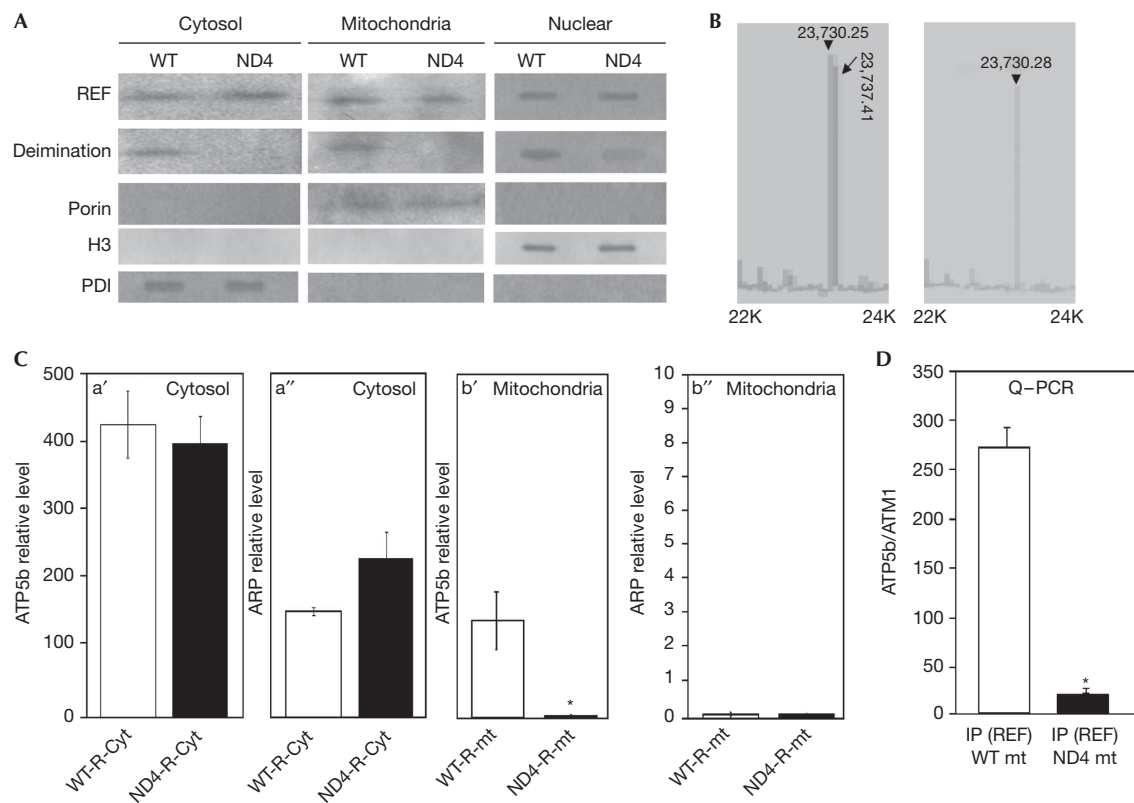 A
Cytosol Mitochondria Nuclear
WT ND4 WT ND4 WT ND4
REF
Deimination
Porin
H3
PDI
B
23,730.25
23,737.41
23,730.28
22K 24K 22K 24K
C
ATP5b relative level
500
400
300
200
100
0
a′ Cytosol
WT-R-Cyt
ND4-R-Cyt
ARP relative level
a″ Cytosol
WT-R-Cyt
ND4-R-Cyt
ATP5b relative level
b′ Mitochondria
*
WT-R-mt
ND4-R-mt
ARP relative level
10
9
8
7
6
5
4
3
2
1
0
b″ Mitochondria
WT-R-mt
ND4-R-mt
D
ATP5b/ATM1
350
300
250
200
150
100
50
0
Q–PCR
*
IP (REF) IP (REF)
WT mt ND4 mt